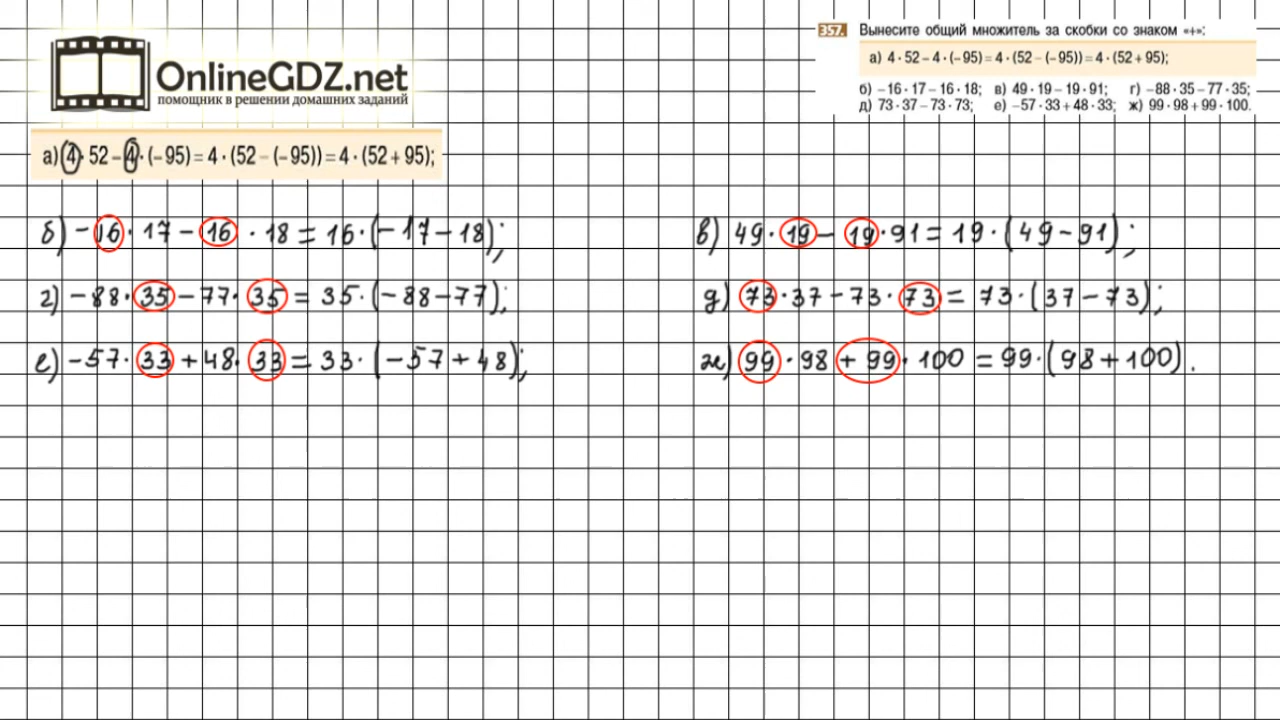 357. Вынесите общий множитель за скобки со знаком «+»:
а) 4 · 52 – 4 · (– 95) = 4 · (52 – (– 95)) = 4 · (52 + 95);
б) – 16 · 17 – 16 · 18; в) 49 · 19 – 19 · 91; г) –88 · 35 – 77 · 35;
д) 73 · 37 – 73 · 73; е) –57 · 33 + 48 · 33; ж) 99 · 98 + 99 · 100.
OnlineGDZ.net
помощник в решении домашних заданий
а) 4 · 52 – 4 · (– 95) = 4 · (52 – (– 95)) = 4 · (52 + 95);
б) – 16 · 17 – 16 · 18 = 16 · (– 17 – 18);
в) 49 · 19 – 19 · 91 = 19 · (49 – 91);
г) – 88 · 35 – 77 · 35 = 35 · (– 88 – 77);
д) 73 · 37 – 73 · 73 = 73 · (37 – 73);
е) – 57 · 33 + 48 · 33 = 33 · (– 57 + 48);
ж) 99 · 98 + 99 · 100 = 99 · (98 + 100).